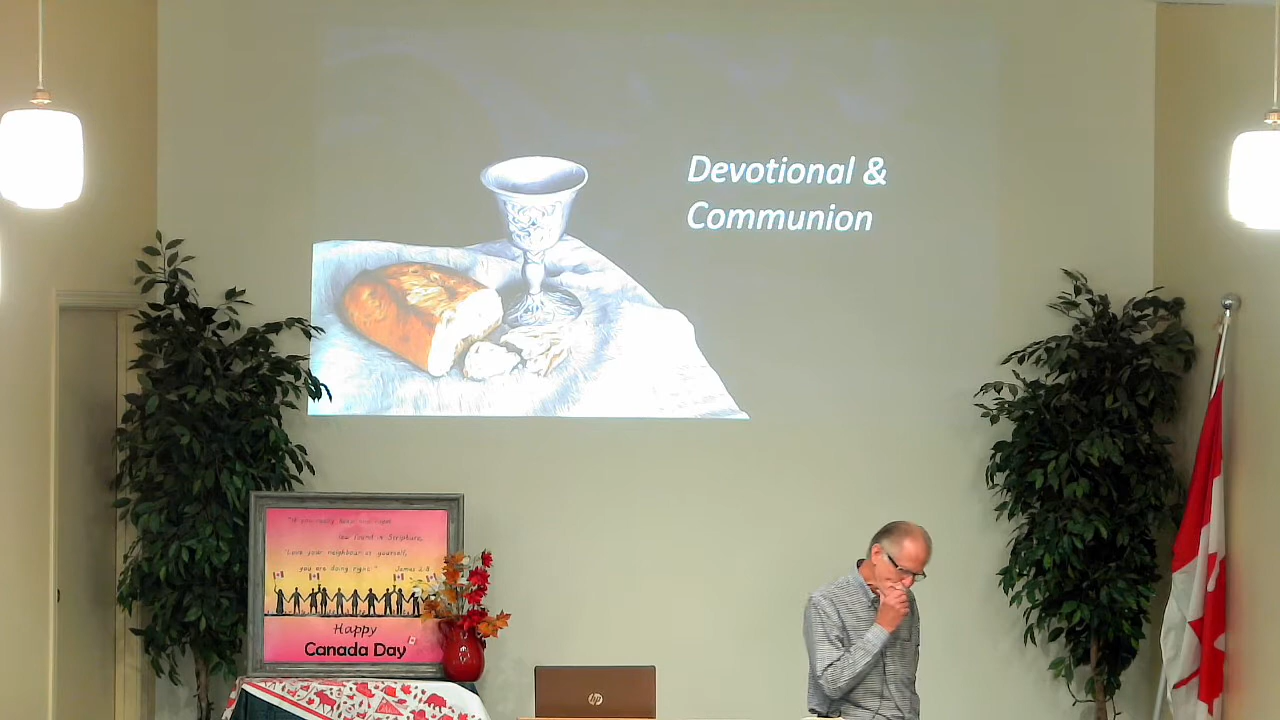 Devotional &
Communion
"If you really keep the royal
law found in Scripture,
"Love your neighbour as yourself,
you are doing right." James 2:8
Happy
Canada Day
hp